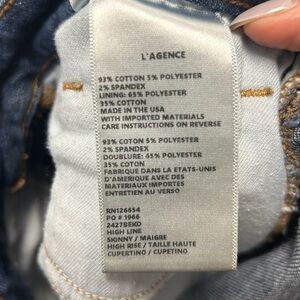 L'AGENCE
93% COTTON 5% POLYESTER
2% SPANDEX
LINING: 65% POLYESTER
35% COTTON
MADE IN THE USA
WITH IMPORTED MATERIALS
CARE INSTRUCTIONS ON REVERSE
93% COTTON 5% POLYESTER
2% SPANDEX
DOUBLURE: 65% POLYESTER
35% COTON
FABRIQUE DANS LA ETATS-UNIS
D'AMERIQUE AVEC DES
MATERIAUX IMPORTES
ENTRETIEN AU VERSO
RN126654
PO # 1966
2427BEKO
HIGH LINE
SKINNY / MAIGRE
HIGH RISE / TAILLE HAUTE
CUPERTINO / CUPETINO